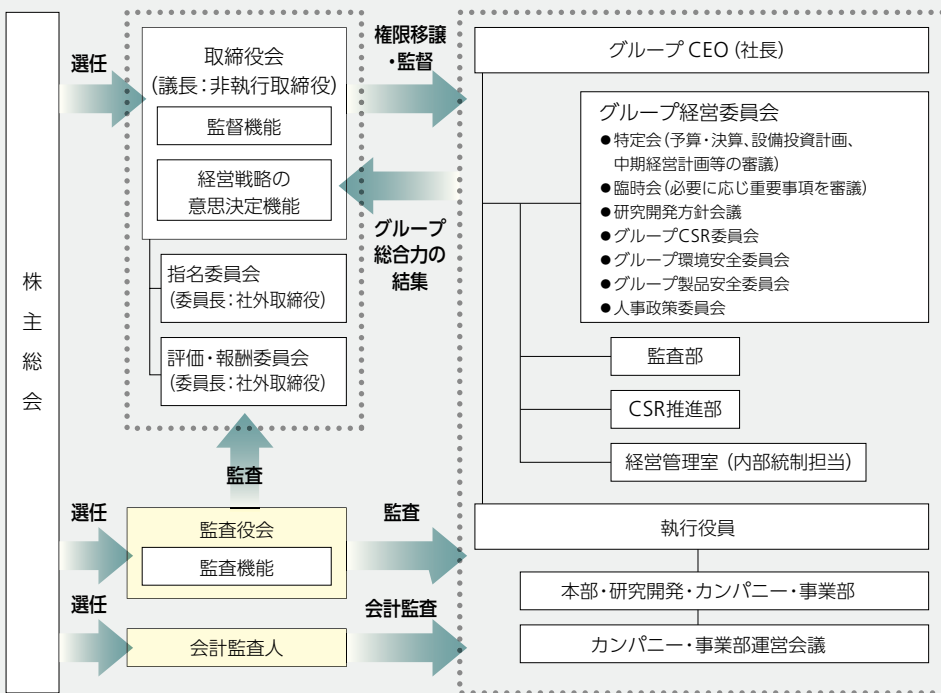 株主総会
選任
取締役会
(議長：非執行取締役)
監督機能
経営戦略の
意思決定機能
指名委員会
(委員長：社外取締役)
評価・報酬委員会
(委員長：社外取締役)
権限移譲
・監督
グループ
総合力の
結集
監査
選任
監査役会
監査機能
監査
選任
会計監査人
会計監査
グループ CEO (社長)
グループ経営委員会
●特定会(予算・決算、設備投資計画、
中期経営計画等の審議)
●臨時会(必要に応じ重要事項を審議)
●研究開発方針会議
●グループCSR委員会
●グループ環境安全委員会
●グループ製品安全委員会
●人事政策委員会
監査部
CSR推進部
経営管理室 (内部統制担当)
執行役員
本部・研究開発・カンパニー・事業部
カンパニー・事業部運営会議